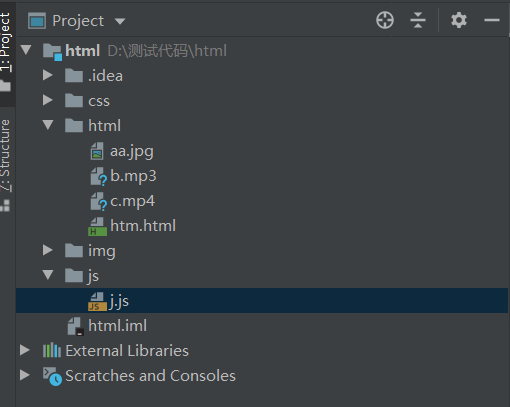 Project
1: Project
html D:\测试代码\html
.idea
css
html
aa.jpg
b.mp3
c.mp4
htm.html
img
js
j.js
html.iml
External Libraries
Scratches and Consoles
7: Structure